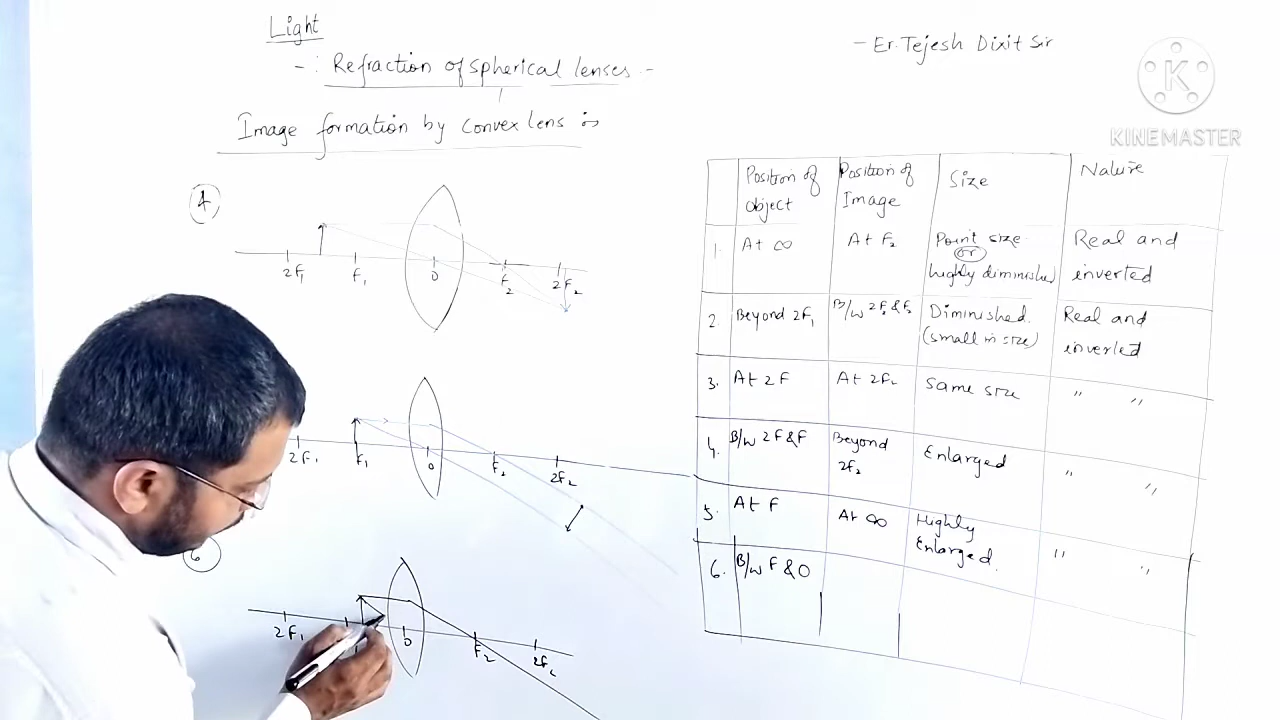 Light
- Er. Tejesh Dixit Sir
-: Refraction of spherical lenses -
KINEMASTER
Image formation by convex lens is
4
2F₁ F₁ O F₂ 2F₂
2F₁ F₁ O F₂ 2F₂
6
2F₁ O F₂ 2F₂
Position of object Position of Image Size Nature
1. At ∞ At F₂ Point size or highly diminished Real and inverted
2. Beyond 2F₁ B/w 2F₂ & F₂ Diminished. (small in size) Real and inverted
3. At 2F At 2F₂ Same size " "
4. B/w 2F & F Beyond 2F₂ Enlarged " "
5. At F At ∞ Highly Enlarged. " "
6. B/w F & O